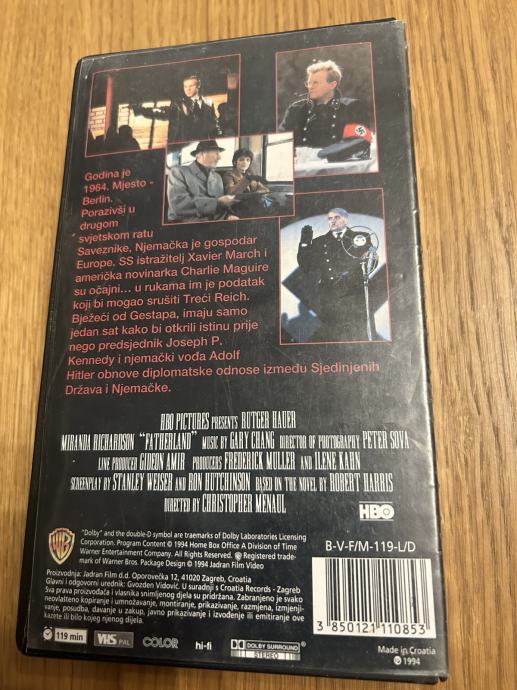 Godina je
1964. Mjesto -
Berlin.
Porazivši u
drugom
svjetskom ratu
Saveznike, Njemačka je gospodar
Europe. SS istražitelj Xavier March i
američka novinarka Charlie Maguire
su očajni... u rukama im je podatak
koji bi mogao srušiti Treći Reich.
Bježeći od Gestapa, imaju samo
jedan sat kako bi otkrili istinu prije
nego predsjednik Joseph P.
Kennedy i njemački vođa Adolf
Hitler obnove diplomatske odnose između Sjedinjenih
Država i Njemačke.
HBO PICTURES PRESENTS RUTGER HAUER
MIRANDA RICHARDSON "FATHERLAND" MUSIC BY GARY CHANG DIRECTOR OF PHOTOGRAPHY PETER SOVA
LINE PRODUCER GIDEON AMIR PRODUCERS FREDERICK MULLER AND ILENE KAHN
SCREENPLAY BY STANLEY WEISER AND RON HUTCHINSON BASED ON THE NOVEL BY ROBERT HARRIS
DIRECTED BY CHRISTOPHER MENAUL
HBO
WB
"Dolby" and the double-D symbol are trearnarks of Dolby Laboratories Licensing
Corporation. Program Content © 1994 Home Box Office A Division of Time
Warner Entertainment Company. All Rights Reserved. ® Registered trade-
mark of Warner Bros. Package Design © 1994 Jadran Film Video
B-V-F/M-119-L/D
Proizvodnja: Jadran Film d.d. Oporovečka 12, 41020 Zagreb, Croatia
Glavni i odgovorni urednik: Gvozden Vidović. U suradnji s Croatia Records - Zagreb
Sva prava proizvođača i vlasnika snimljenog djela su pridržana. Zabranjeno je svako
neovlašteno kopiranje i umnožavanje, montiranje, prikazivanje, razmjena, izmjenji-
vanje, posudba, davanje u zakup, javno prikazivanje i izvođenje ili emitiranje ove
kazete ili bilo kojeg njenog dijela.
3 850121 110853
119 min VHS PAL COLOR hi-fi DOLBY SURROUND
STEREO
Made in Croatia
℗ 1994